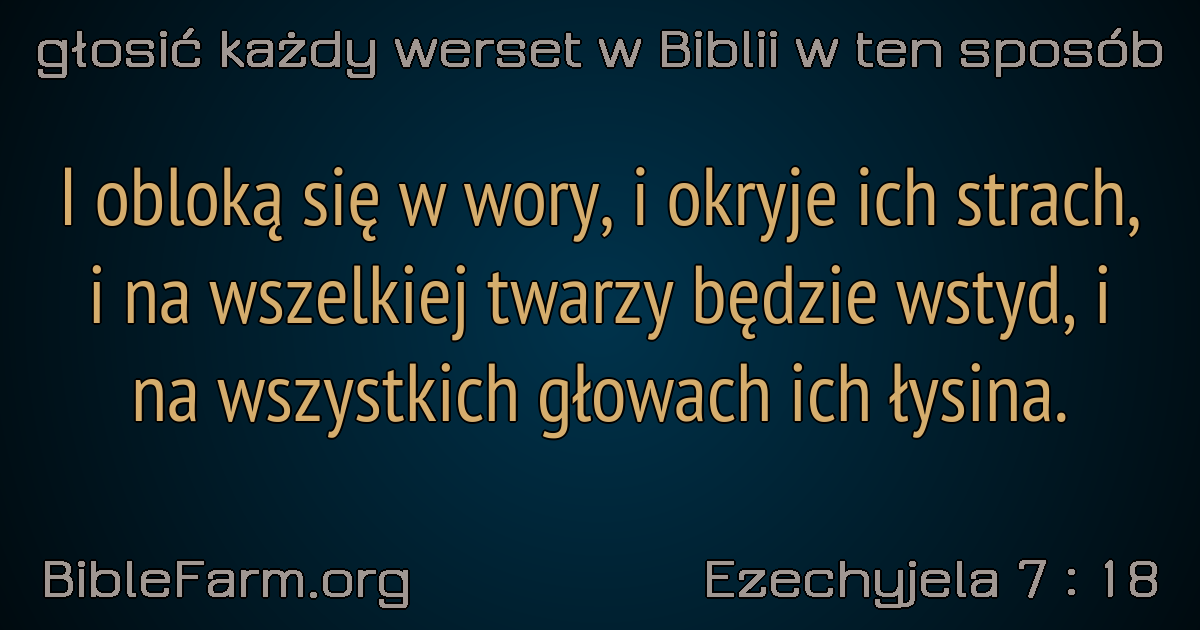 głosić każdy werset w Biblii w ten sposób
I obloką się w wory, i okryje ich strach,
i na wszelkiej twarzy będzie wstyd, i
na wszystkich głowach ich łysina.
BibleFarm.org
Ezechyjela 7 : 18